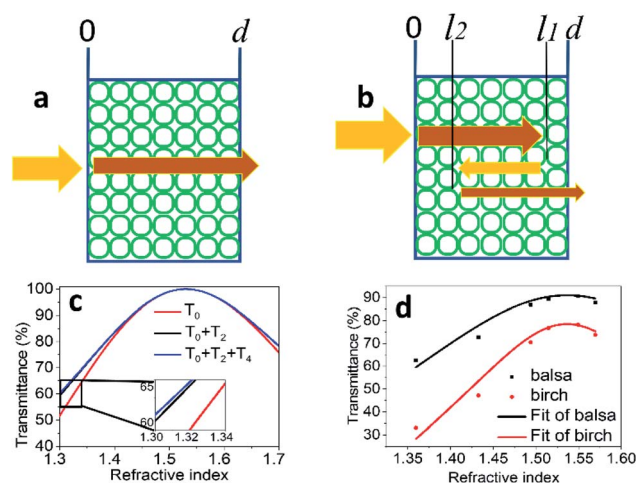 0 d
a
0 l2 l1 d
b
c
T0
T0+T2
T0+T2+T4
Transmittance (%)
100
90
80
70
60
50
40
65
60
1.30 1.32 1.34
1.3 1.4 1.5 1.6 1.7
Refractive index
d
balsa
birch
Fit of balsa
Fit of birch
Transmittance (%)
90
80
70
60
50
40
30
1.35 1.40 1.45 1.50 1.55 1.60
Refractive index